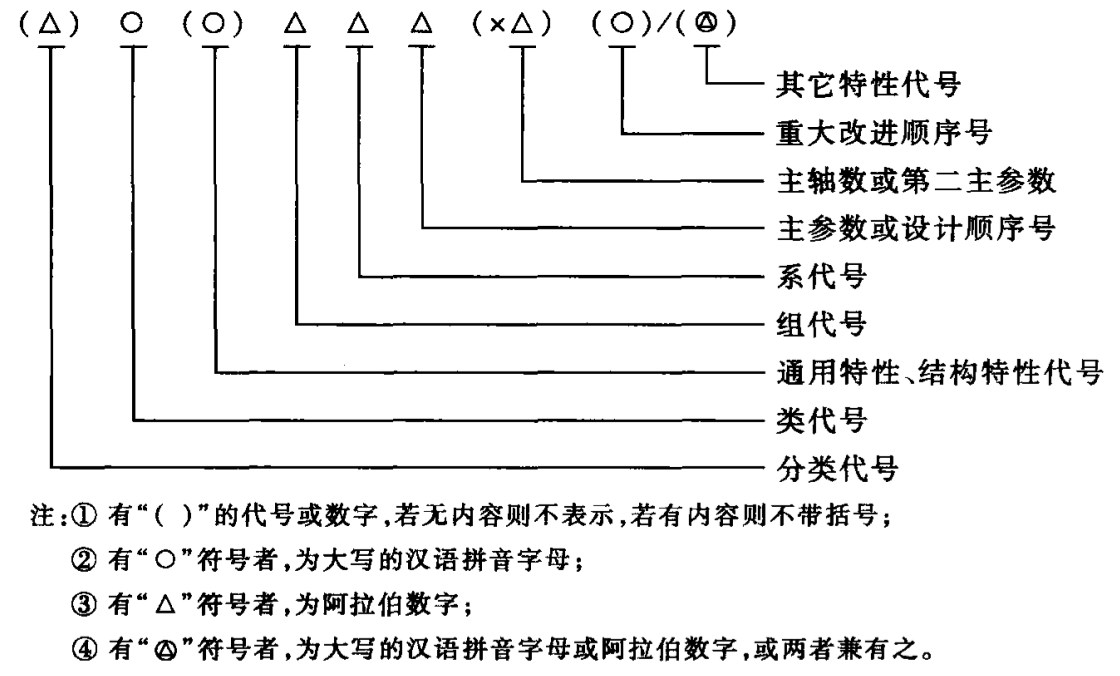 (△) ○ (○) △ △ △ (×△) (○)/(◎)
其它特性代号
重大改进顺序号
主轴数或第二主参数
主参数或设计顺序号
系代号
组代号
通用特性、结构特性代号
类代号
分类代号
注:① 有“( )”的代号或数字,若无内容则不表示,若有内容则不带括号;
② 有“○”符号者,为大写的汉语拼音字母;
③ 有“△”符号者,为阿拉伯数字;
④ 有“◎”符号者,为大写的汉语拼音字母或阿拉伯数字,或两者兼有之。